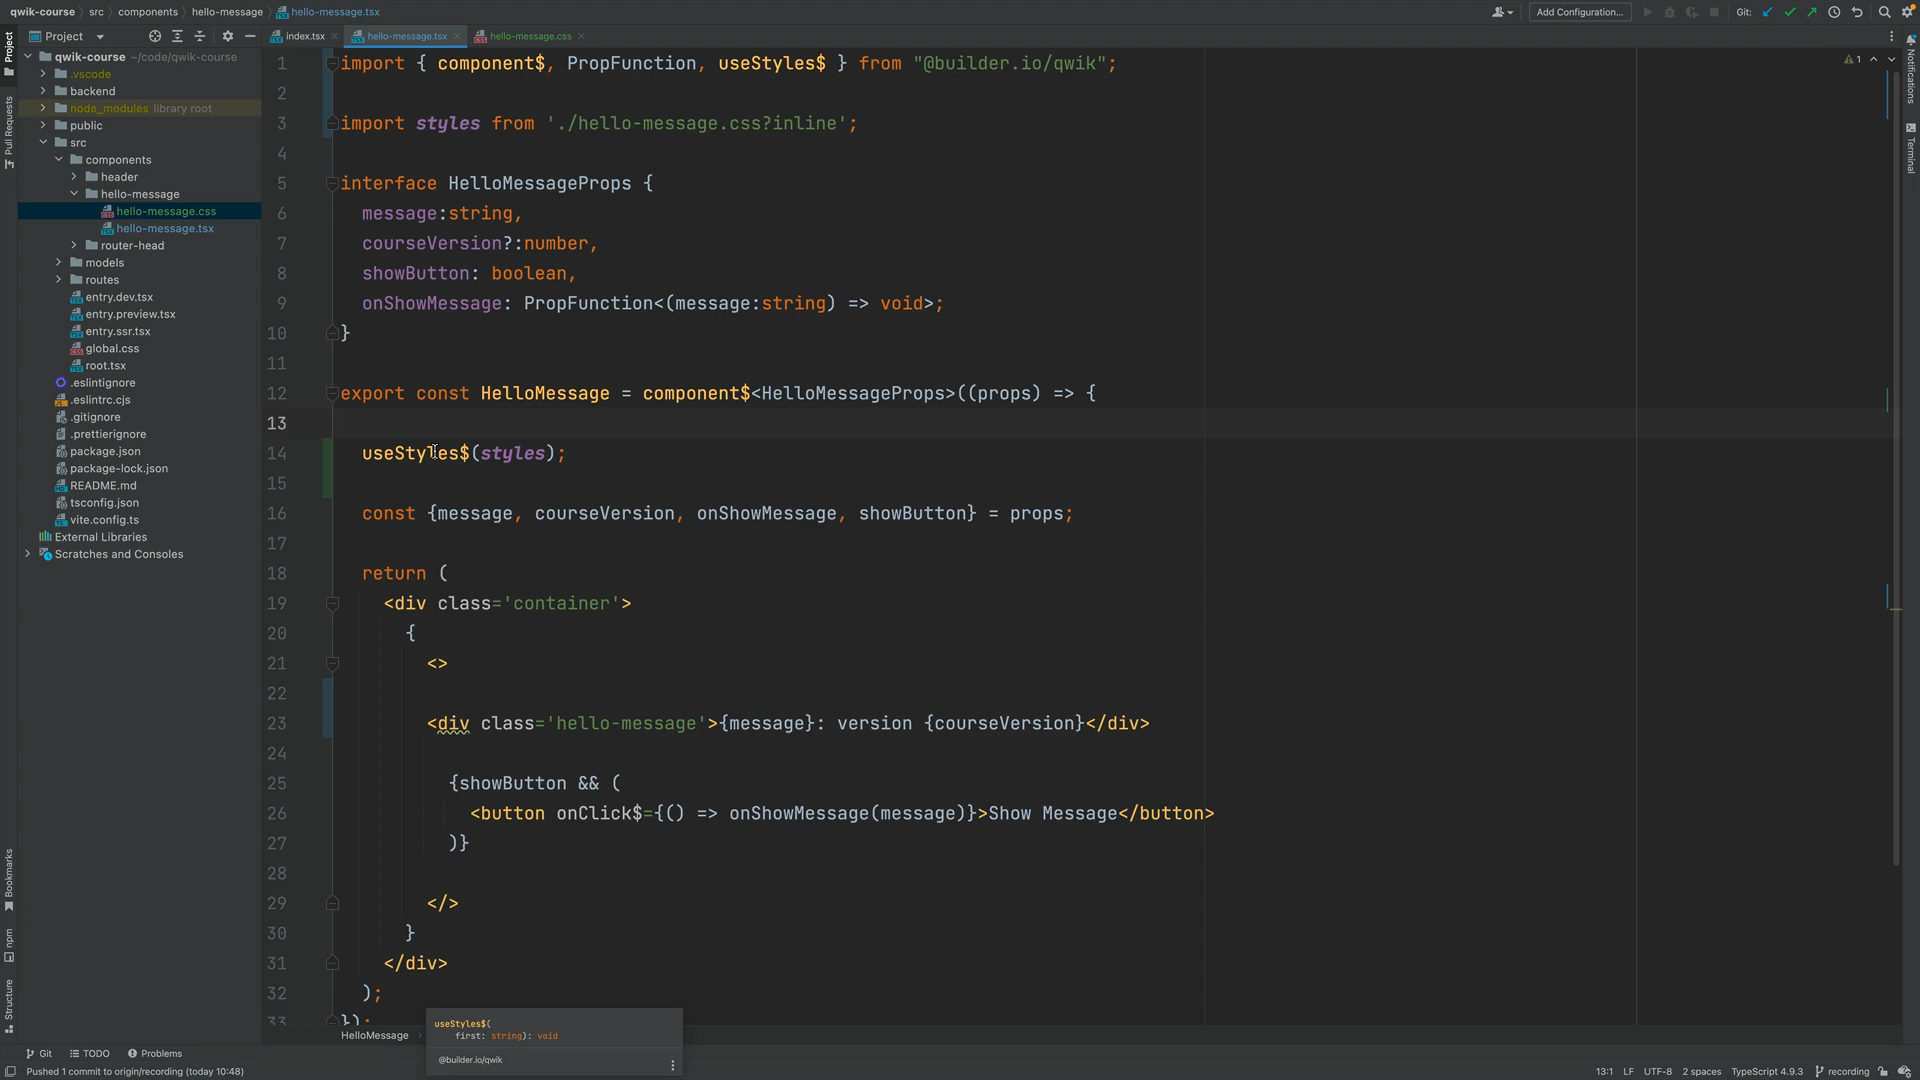 qwik-course src components hello-message hello-message.tsx
Add Configuration...
Git:
Project
index.tsx
hello-message.tsx
hello-message.css
Project
Pull Requests
Bookmarks
npm
Structure
Notifications
Terminal
qwik-course ~/code/qwik-course
.vscode
backend
node_modules library root
public
src
components
header
hello-message
hello-message.css
hello-message.tsx
router-head
models
routes
entry.dev.tsx
entry.preview.tsx
entry.ssr.tsx
global.css
root.tsx
.eslintignore
.eslintrc.cjs
.gitignore
.prettierignore
package.json
package-lock.json
README.md
tsconfig.json
vite.config.ts
External Libraries
Scratches and Consoles
1 import { component$, PropFunction, useStyles$ } from "@builder.io/qwik";
2
3 import styles from './hello-message.css?inline';
4
5 interface HelloMessageProps {
6 message:string,
7 courseVersion?:number,
8 showButton: boolean,
9 onShowMessage: PropFunction<(message:string) => void>;
10 }
11
12 export const HelloMessage = component$<HelloMessageProps>((props) => {
13
14 useStyles$(styles);
15
16 const {message, courseVersion, onShowMessage, showButton} = props;
17
18 return (
19 <div class='container'>
20 {
21 <>
22
23 <div class='hello-message'>{message}: version {courseVersion}</div>
24
25 {showButton && (
26 <button onClick$={() => onShowMessage(message)}>Show Message</button>
27 )}
28
29 </>
30 }
31 </div>
32 );
33 });
1
HelloMessage
useStyles$(
first: string): void
@builder.io/qwik
Git TODO Problems
Pushed 1 commit to origin/recording (today 10:48)
13:1 LF UTF-8 2 spaces TypeScript 4.9.3 recording